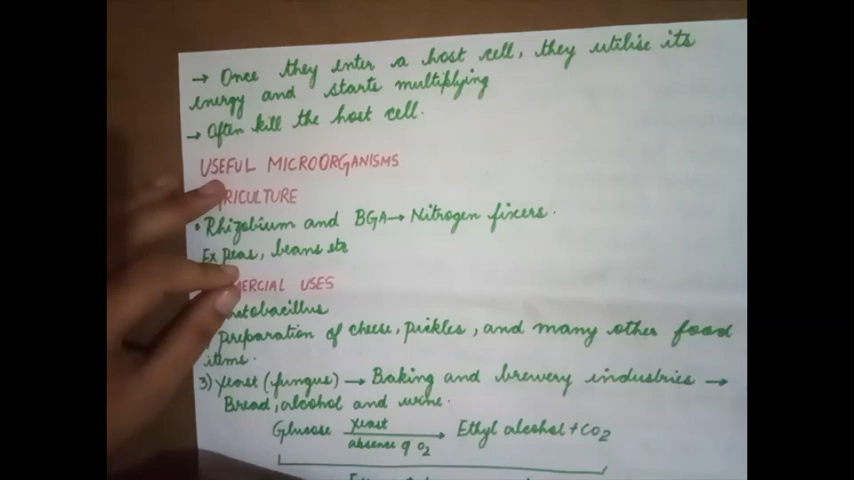 → Once they enter a host cell, they utilise its
energy and starts multiplying
→ Often kill the host cell.
USEFUL MICROORGANISMS
RICULTURE
• Rhizobium and BGA → Nitrogen fixers.
Ex peas, beans etc
MERCIAL USES
preparation of cheese, pickles, and many other food
items.
3) Yeast (fungus) → Baking and brewery industries →
Bread, alcohol and wine.
Glucose yeast → absence of O2 Ethyl alcohol + CO2